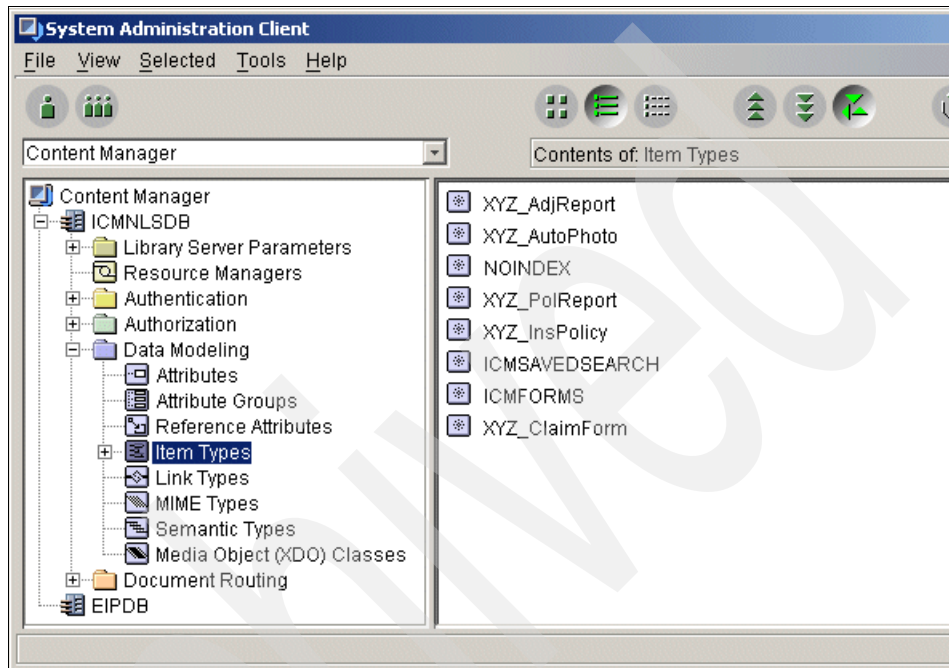 System Administration Client
File View Selected Tools Help
Content Manager
Contents of: Item Types
Content Manager
ICMNLSDB
Library Server Parameters
Resource Managers
Authentication
Authorization
Data Modeling
Attributes
Attribute Groups
Reference Attributes
Item Types
Link Types
MIME Types
Semantic Types
Media Object (XDO) Classes
Document Routing
EIPDB
XYZ_AdjReport
XYZ_AutoPhoto
NOINDEX
XYZ_PolReport
XYZ_InsPolicy
ICMSAVEDSEARCH
ICMFORMS
XYZ_ClaimForm